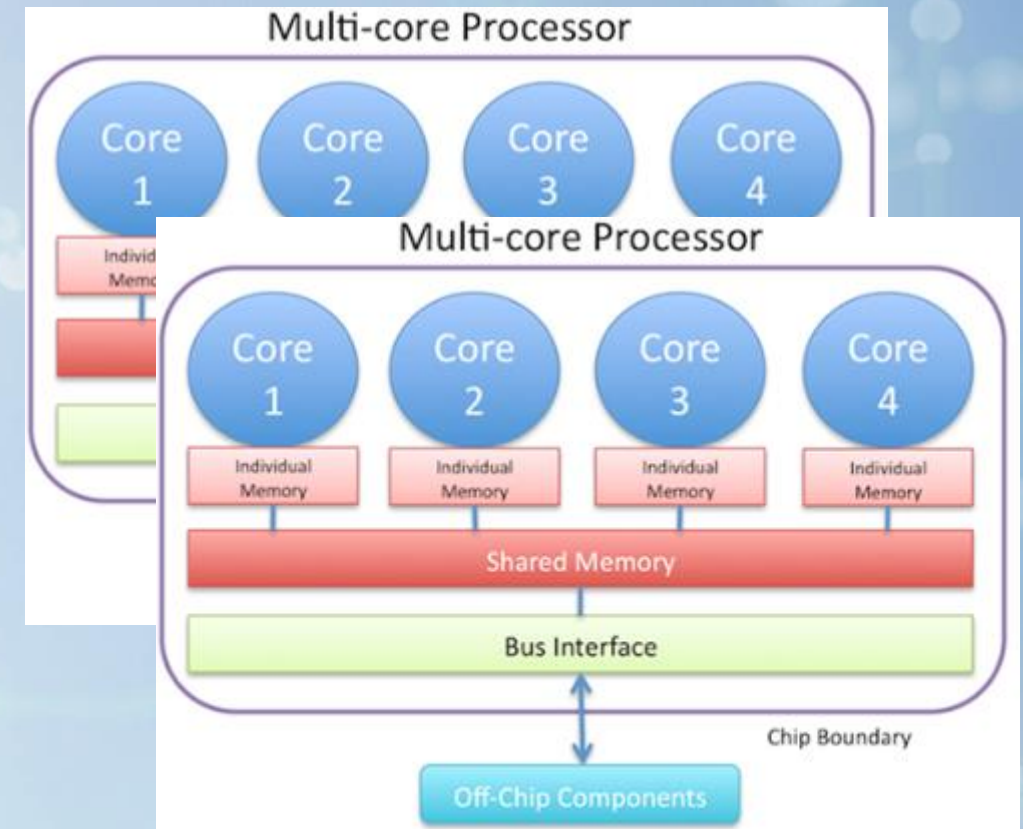 Multi-core Processor
Core Core Core Core
1 2 3 4
Multi-core Processor
Core Core Core Core
1 2 3 4
Individual Individual Individual Individual
Memory Memory Memory Memory
Shared Memory
Bus Interface
Chip Boundary
Off-Chip Components